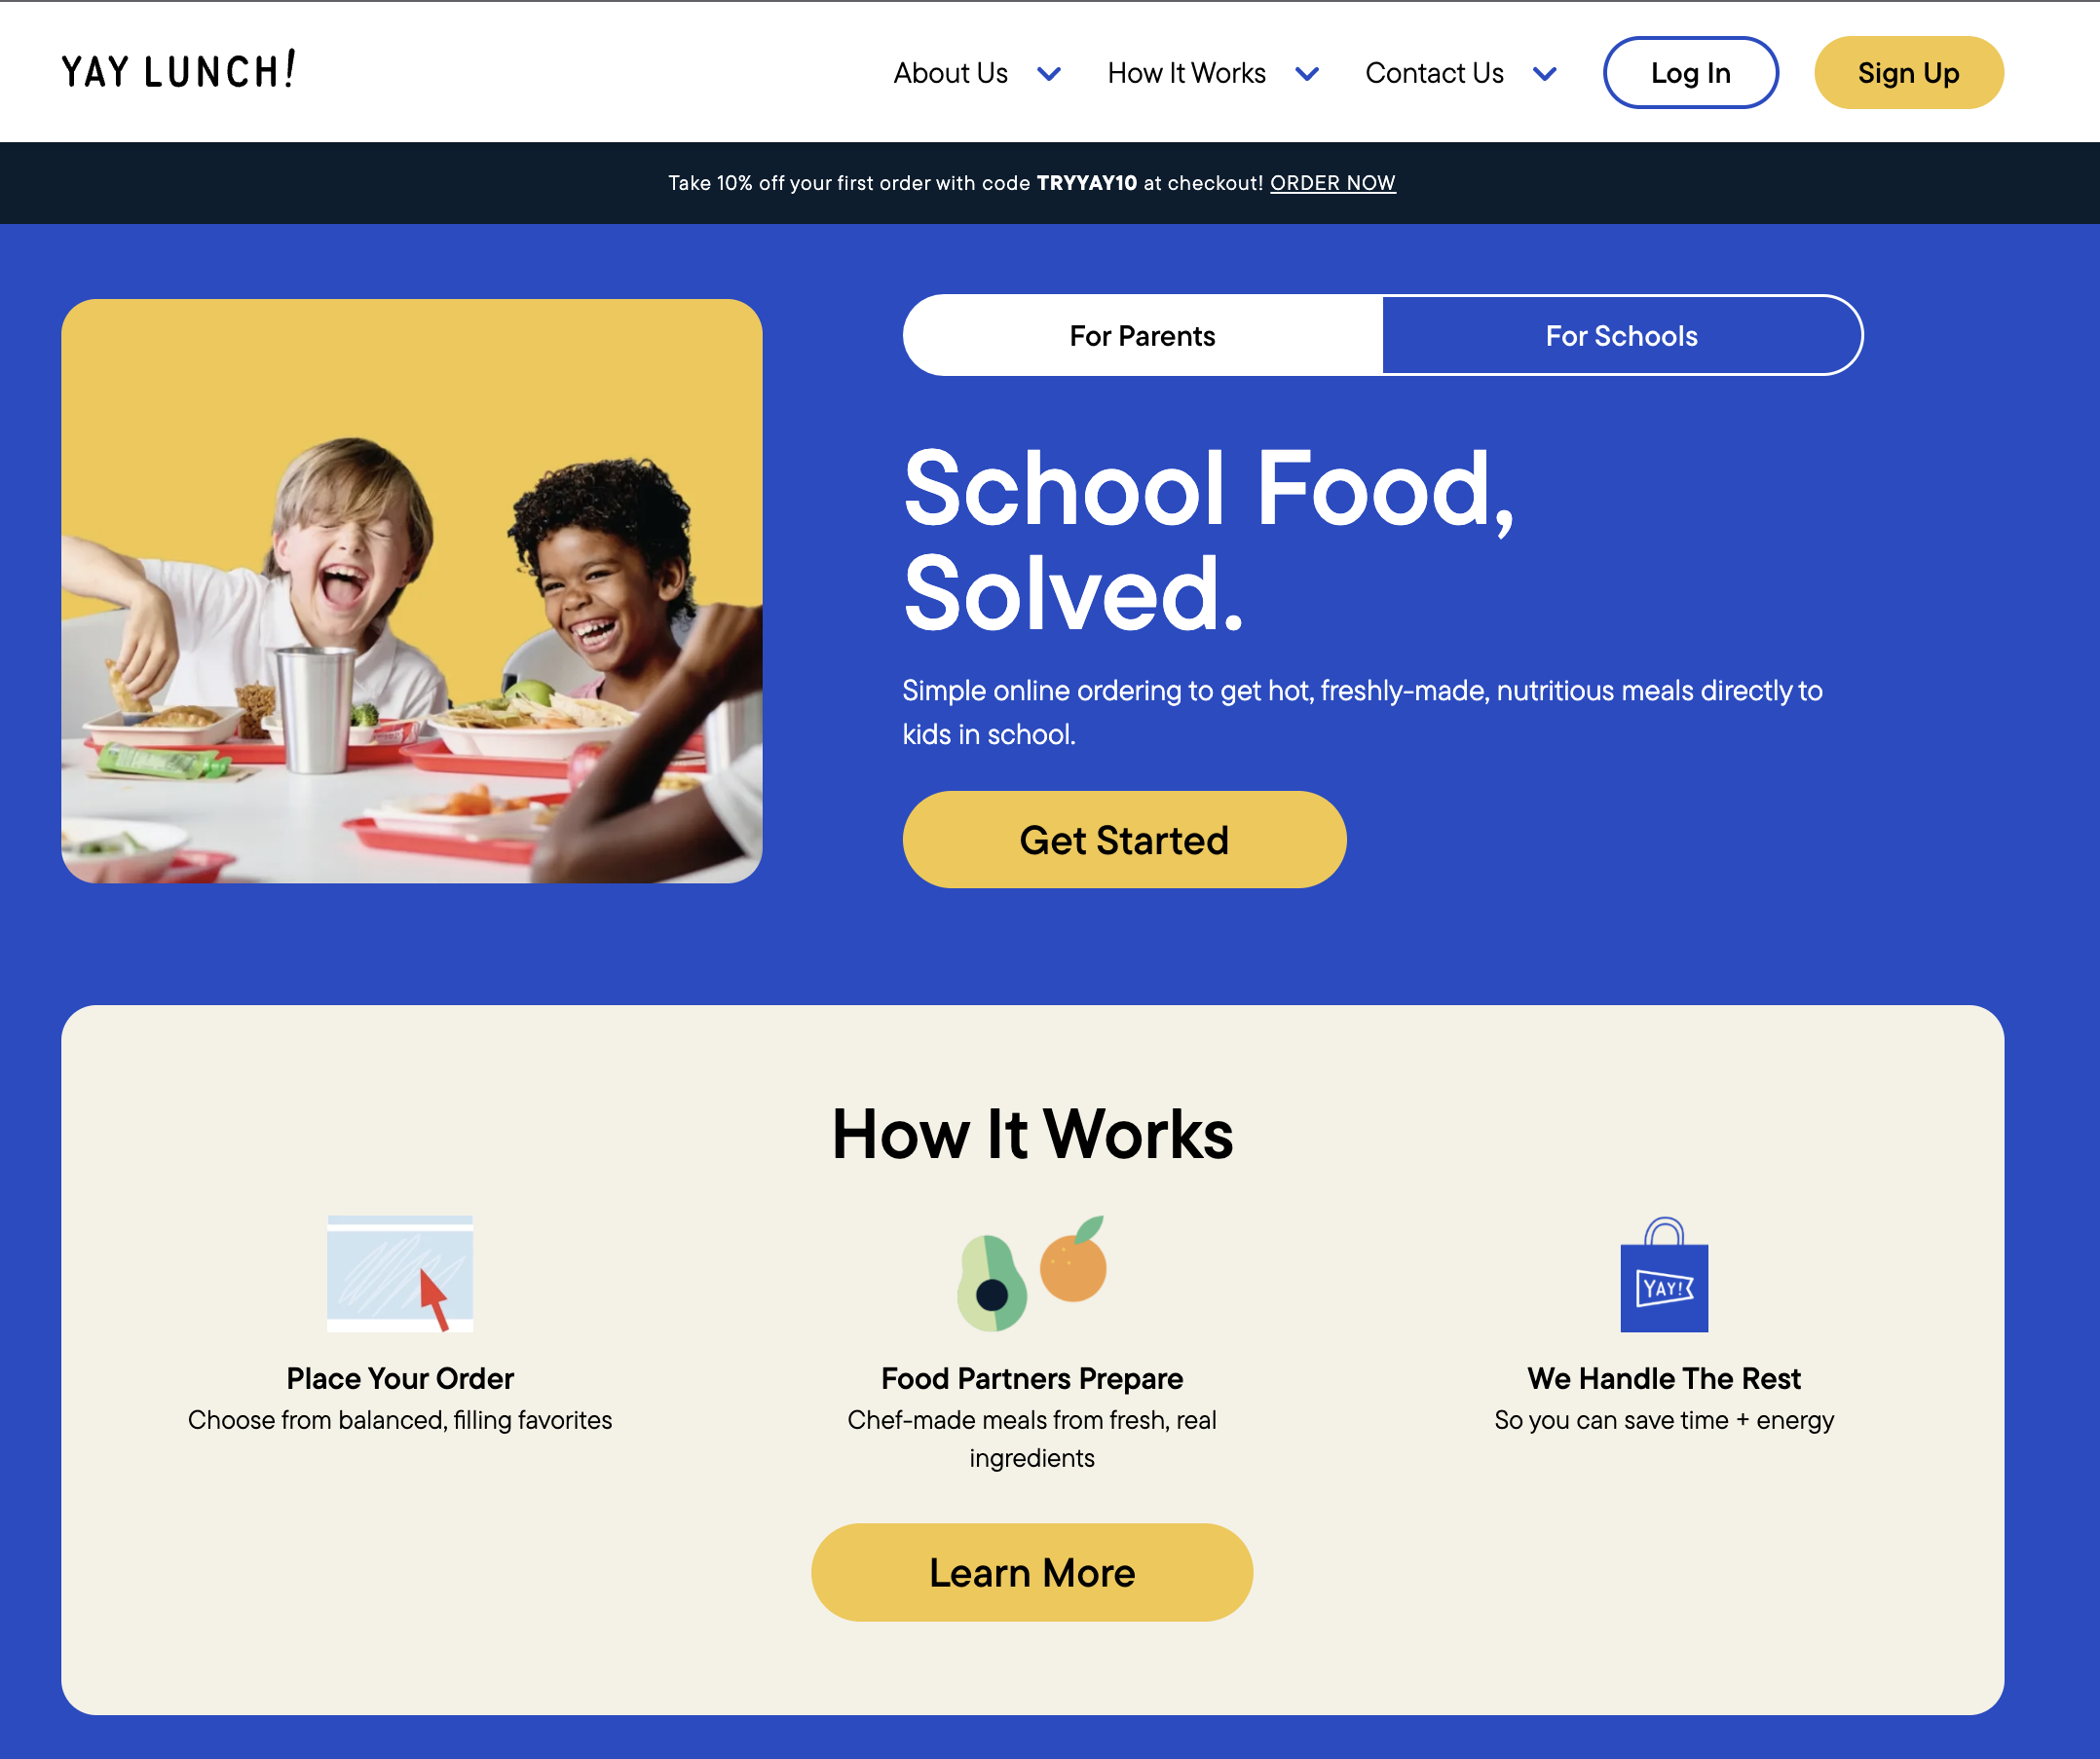 YAY LUNCH!
About Us
How It Works
Contact Us
Log In
Sign Up
Take 10% off your first order with code TRYYAY10 at checkout! ORDER NOW
For Parents
For Schools
School Food,
Solved.
Simple online ordering to get hot, freshly-made, nutritious meals directly to
kids in school.
Get Started
How It Works
YAY!
Place Your Order
Choose from balanced, filling favorites
Food Partners Prepare
Chef-made meals from fresh, real
ingredients
We Handle The Rest
So you can save time + energy
Learn More